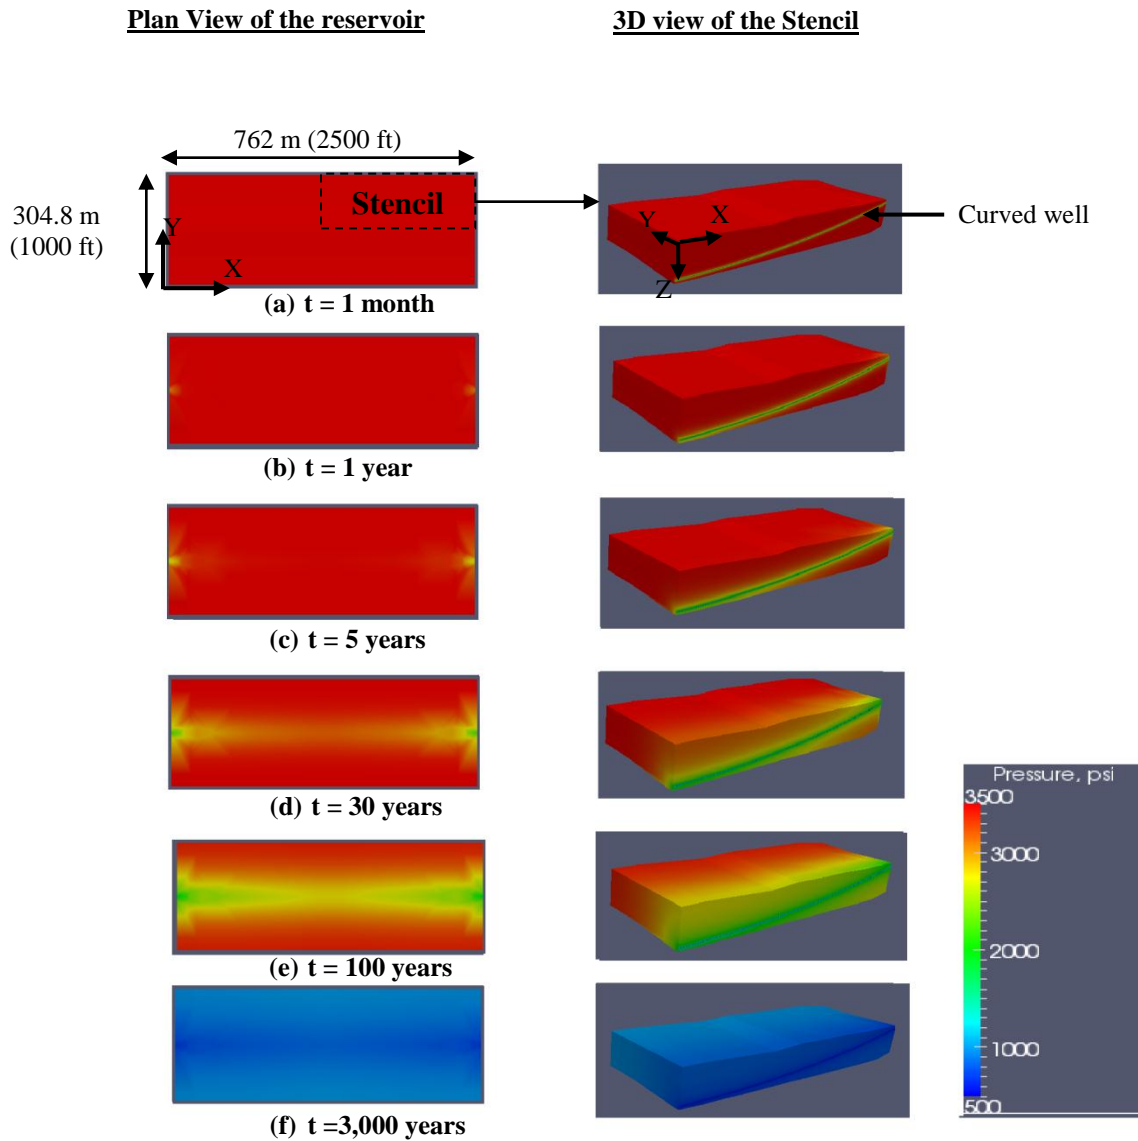 Plan View of the reservoir
3D view of the Stencil
762 m (2500 ft)
304.8 m
(1000 ft)
Stencil
Y
X
Y
X
Z
Curved well
(a) t = 1 month
(b) t = 1 year
(c) t = 5 years
(d) t = 30 years
(e) t = 100 years
(f) t =3,000 years
Pressure, psi
3500
3000
2000
1000
500